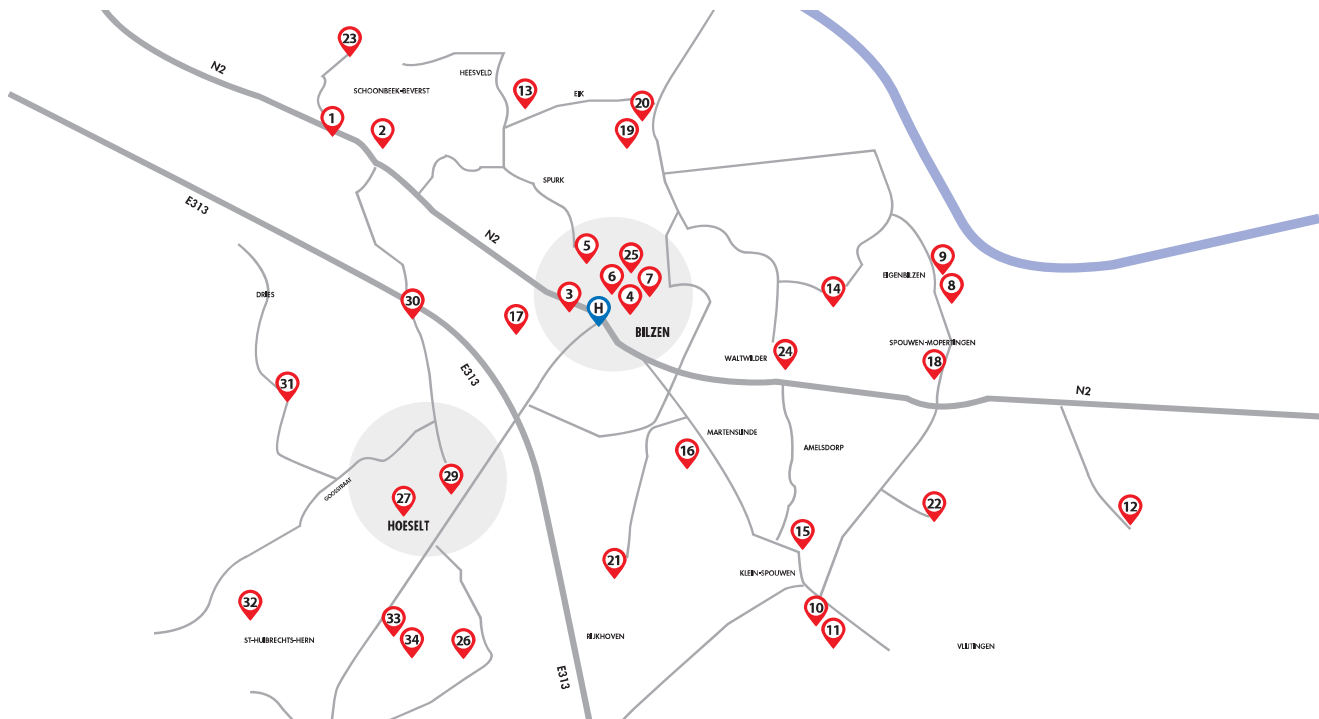 23
N2
HEESVELD
SCHOONBEEK-BEVERST
13
EIK
20
1
2
19
SPURK
E313
N2
5
25
9
6
7
EIGENBILZEN
8
DRIES
3
4
14
30
H
17
BILZEN
SPOUWEN-MOPERTINGEN
WALTWILDER
24
18
E313
31
N2
MARTENSLINDE
AMELSDORP
16
29
GOOSSTRAAT
27
HOESELT
22
12
15
21
KLEIN-SPOUWEN
32
10
33
11
ST-HUIBRECHTS-HERN
34
26
RIJKHOVEN
VLIJTINGEN
E313